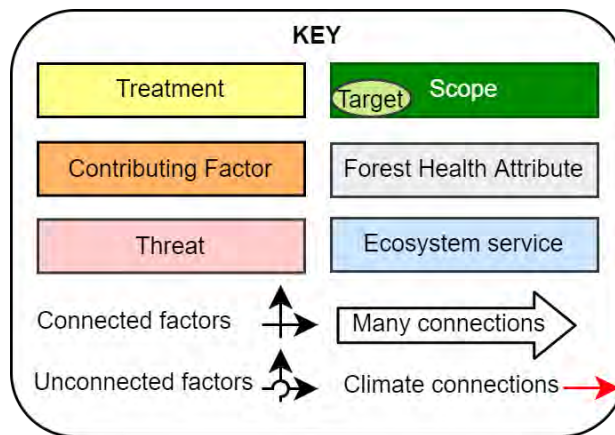 KEY
Treatment
Target
Scope
Contributing Factor
Forest Health Attribute
Threat
Ecosystem service
Connected factors
Many connections
Unconnected factors
Climate connections